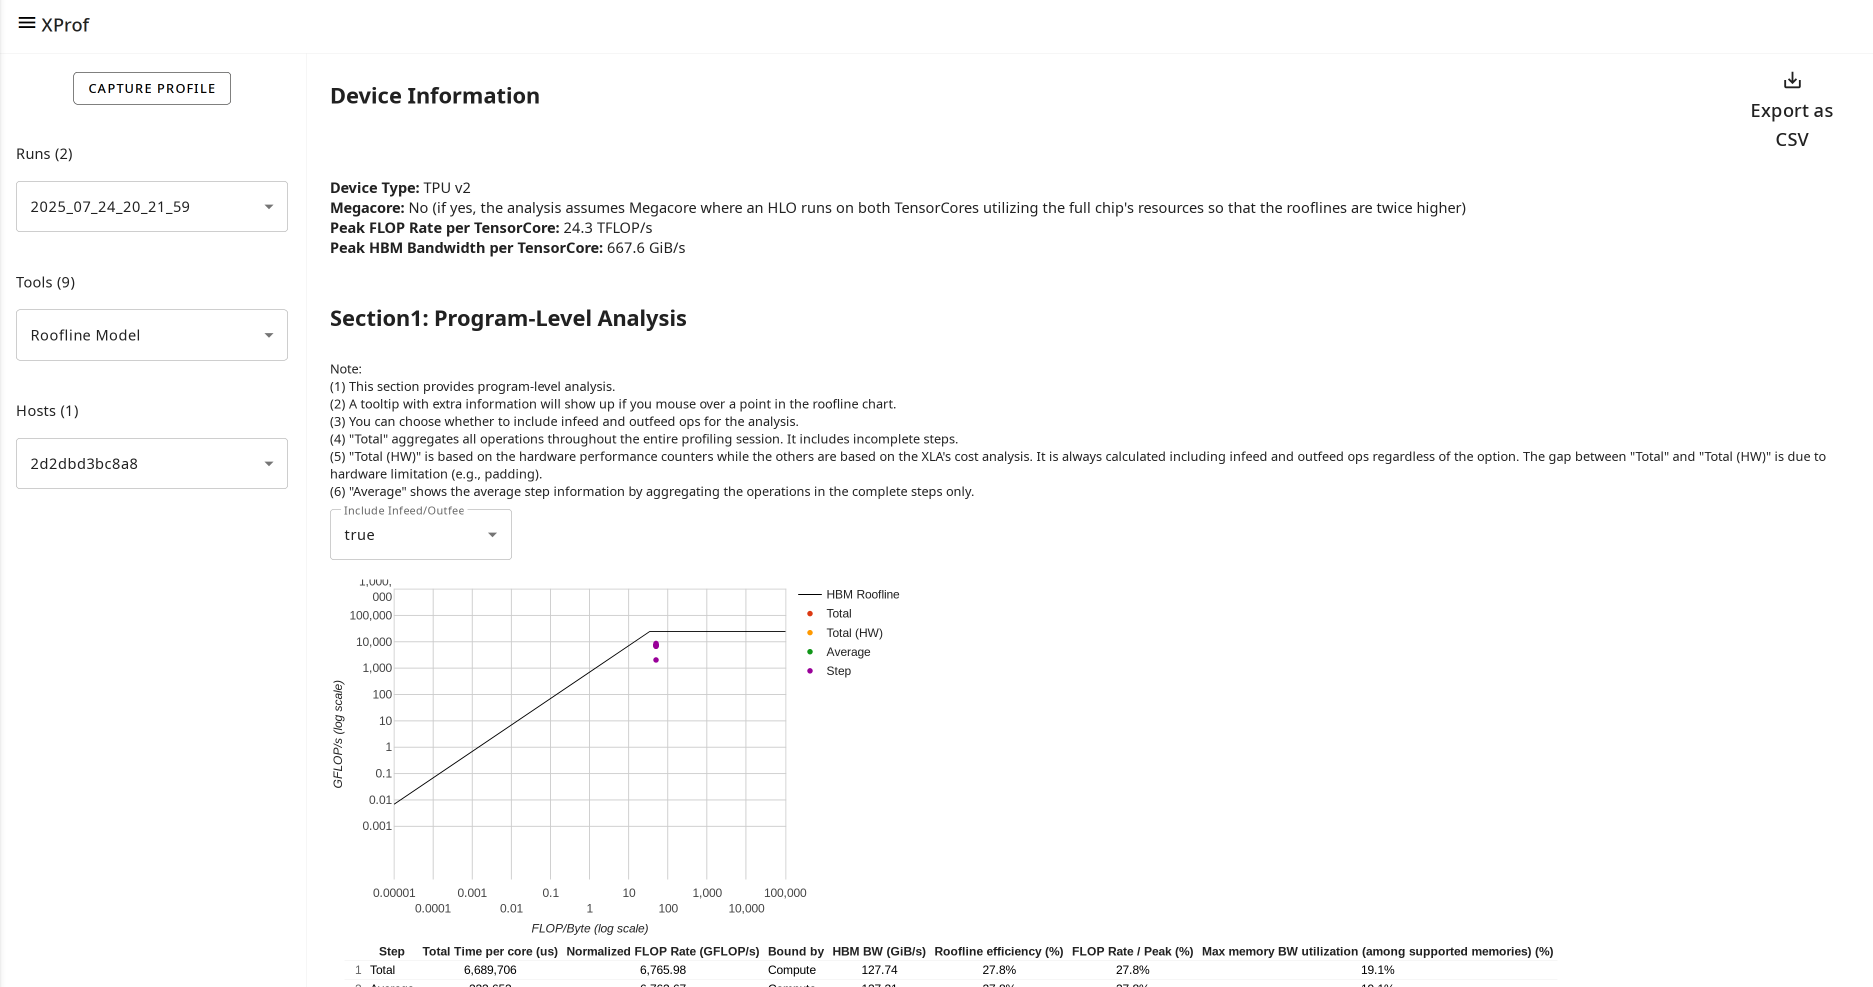 XProf
CAPTURE PROFILE
Runs (2)
2025_07_24_20_21_59
Tools (9)
Roofline Model
Hosts (1)
2d2dbd3bc8a8
Device Information
Export as
CSV
Device Type: TPU v2
Megacore: No (if yes, the analysis assumes Megacore where an HLO runs on both TensorCores utilizing the full chip's resources so that the rooflines are twice higher)
Peak FLOP Rate per TensorCore: 24.3 TFLOP/s
Peak HBM Bandwidth per TensorCore: 667.6 GiB/s
Section1: Program-Level Analysis
Note:
(1) This section provides program-level analysis.
(2) A tooltip with extra information will show up if you mouse over a point in the roofline chart.
(3) You can choose whether to include infeed and outfeed ops for the analysis.
(4) "Total" aggregates all operations throughout the entire profiling session. It includes incomplete steps.
(5) "Total (HW)" is based on the hardware performance counters while the others are based on the XLA's cost analysis. It is always calculated including infeed and outfeed ops regardless of the option. The gap between "Total" and "Total (HW)" is due to
hardware limitation (e.g., padding).
(6) "Average" shows the average step information by aggregating the operations in the complete steps only.
Include Infeed/Outfee
true
1,000,
000
100,000
10,000
1,000
100
10
1
0.1
0.01
0.001
GFLOP/s (log scale)
HBM Roofline
Total
Total (HW)
Average
Step
0.00001 0.001 0.1 10 1,000 100,000
0.0001 0.01 1 100 10,000
FLOP/Byte (log scale)
Step Total Time per core (us) Normalized FLOP Rate (GFLOP/s) Bound by HBM BW (GiB/s) Roofline efficiency (%) FLOP Rate / Peak (%) Max memory BW utilization (among supported memories) (%)
1 Total 6,689,706 6,765.98 Compute 127.74 27.8% 27.8% 19.1%